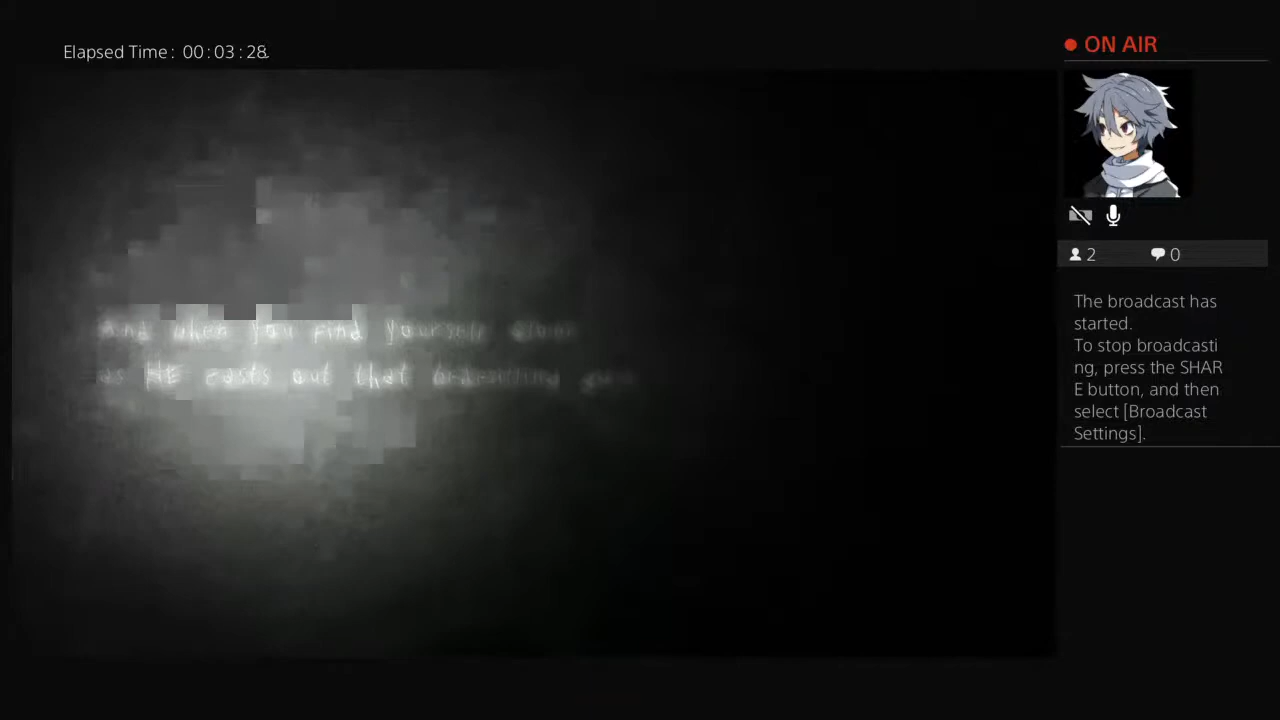 Elapsed Time: 00:03:28
ON AIR
2
0
The broadcast has
started.
To stop broadcasti
ng, press the SHAR
E button, and then
select [Broadcast
Settings].
And when you find yourself
as HE casts out that